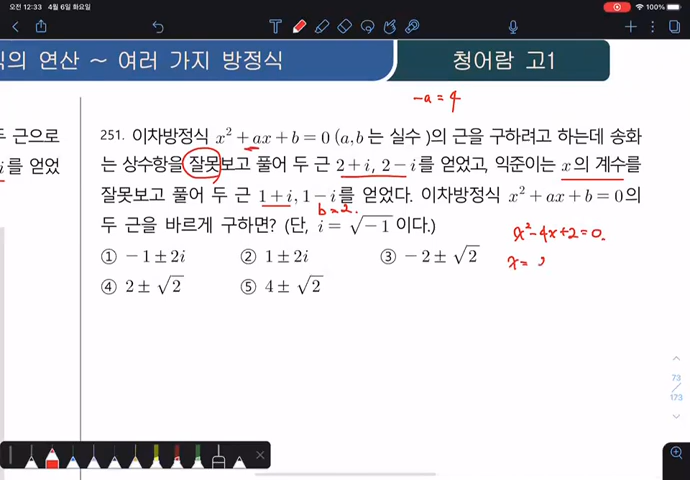 오전 12:33 4월 6일 화요일
100%
식의 연산 ~ 여러 가지 방정식
청어람 고1
-a = 4
두 근으로
i를 얻었
251. 이차방정식 x² + ax + b = 0 (a, b 는 실수 )의 근을 구하려고 하는데 송화
는 상수항을 잘못보고 풀어 두 근 2 + i, 2 - i 를 얻었고, 익준이는 x의 계수를
잘못보고 풀어 두 근 1 + i, 1 - i 를 얻었다. 이차방정식 x² + ax + b = 0의
b = 2.
두 근을 바르게 구하면? (단, i = √-1 이다.)
x² - 4x + 2 = 0.
① -1 ± 2i ② 1 ± 2i ③ -2 ± √2
x =
④ 2 ± √2 ⑤ 4 ± √2
73
173